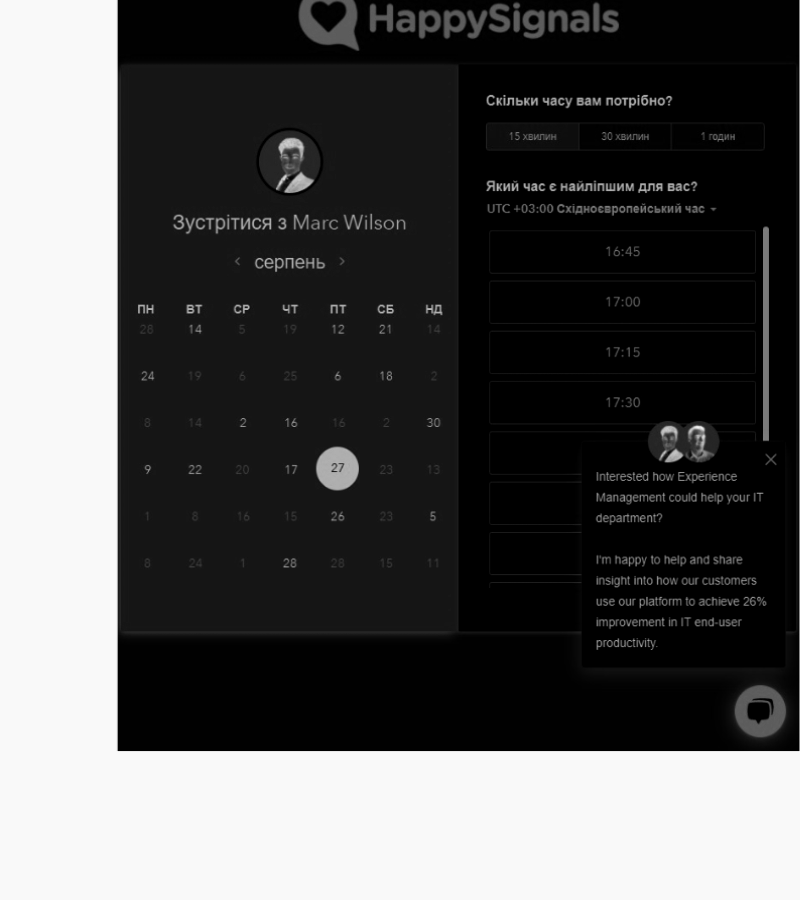 HappySignals
Зустрітися з Marc Wilson
серпень
ПН ВТ СР ЧТ ПТ СБ НД
28 14 5 19 12 21 14
24 19 6 25 6 18 2
8 14 2 16 16 2 30
9 22 20 17 27 23 13
1 8 16 15 26 23 5
8 24 1 28 28 15 11
Скільки часу вам потрібно?
15 хвилин 30 хвилин 1 годин
Який час є найліпшим для вас?
UTC +03:00 Східноєвропейський час
16:45
17:00
17:15
17:30
Interested how Experience
Management could help your IT
department?
I'm happy to help and share
insight into how our customers
use our platform to achieve 26%
improvement in IT end-user
productivity.